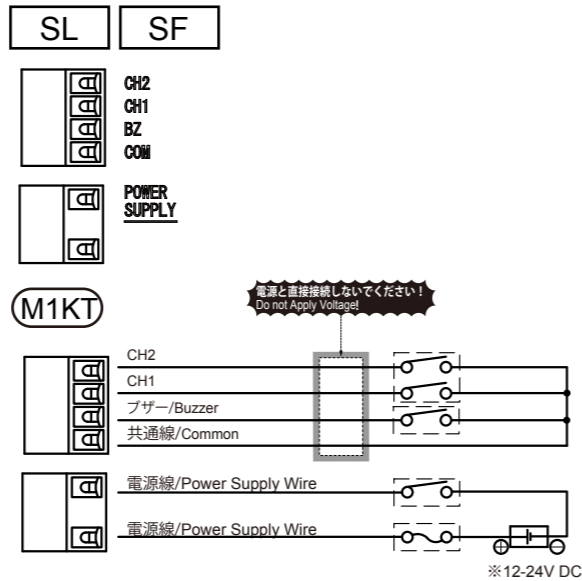 SL SF
CH2
CH1
BZ
COM
POWER
SUPPLY
M1KT
電源と直接接続しないでください!
Do not Apply Voltage!
CH2
CH1
ブザー/Buzzer
共通線/Common
電源線/Power Supply Wire
電源線/Power Supply Wire
※12-24V DC